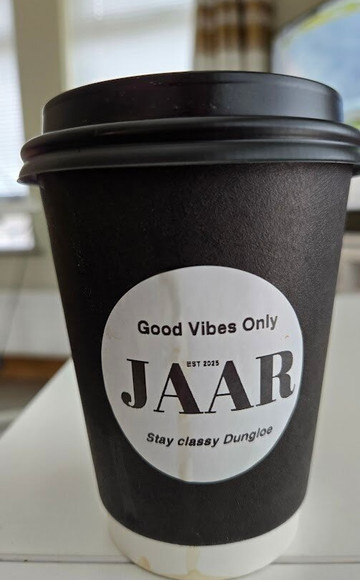 Good Vibes Only
EST 2025
JAAR
Stay classy Dungloe